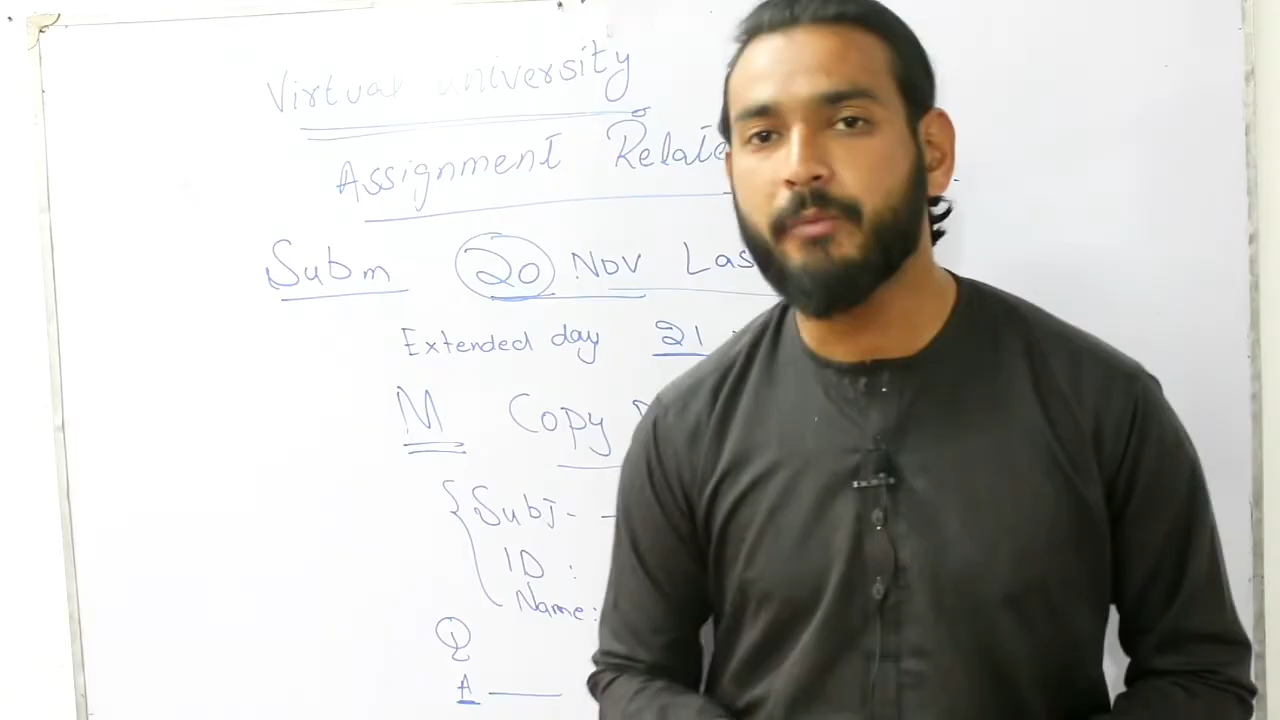 Virtual university
Assignment Relate
Subm 20 Nov Las
Extended day 21
M Copy
Subj -
ID :
Name:
Q
A